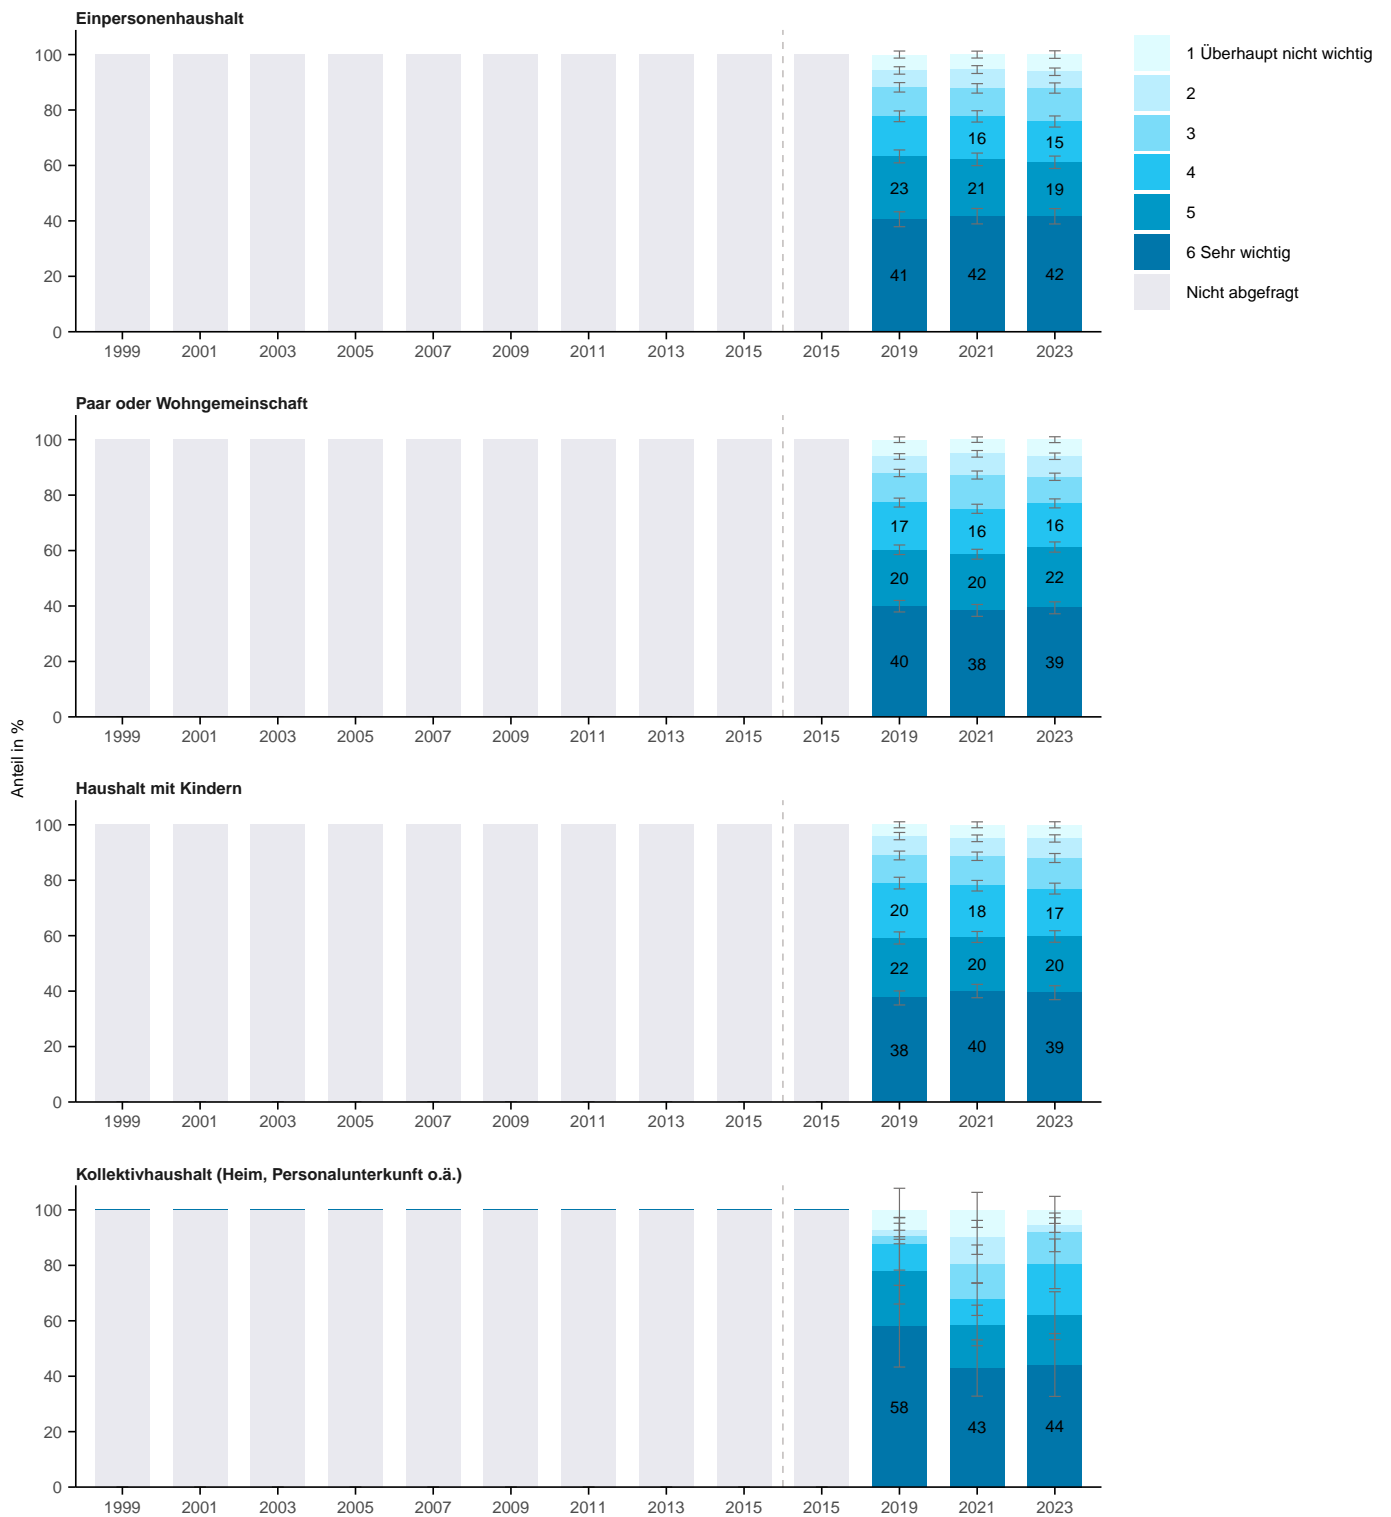 Einpersonenhaushalt
100
80
60
40
20
0
16 15
23 21 19
41 42 42
1999 2001 2003 2005 2007 2009 2011 2013 2015 2015 2019 2021 2023
1 Überhaupt nicht wichtig
2
3
4
5
6 Sehr wichtig
Nicht abgefragt
Paar oder Wohngemeinschaft
100
80
60
40
20
0
17 16 16
20 20 22
40 38 39
1999 2001 2003 2005 2007 2009 2011 2013 2015 2015 2019 2021 2023
Anteil in %
Haushalt mit Kindern
100
80
60
40
20
0
20 18 17
22 20 20
38 40 39
1999 2001 2003 2005 2007 2009 2011 2013 2015 2015 2019 2021 2023
Kollektivhaushalt (Heim, Personalunterkunft o.ä.)
100
80
60
40
20
0
58 43 44
1999 2001 2003 2005 2007 2009 2011 2013 2015 2015 2019 2021 2023